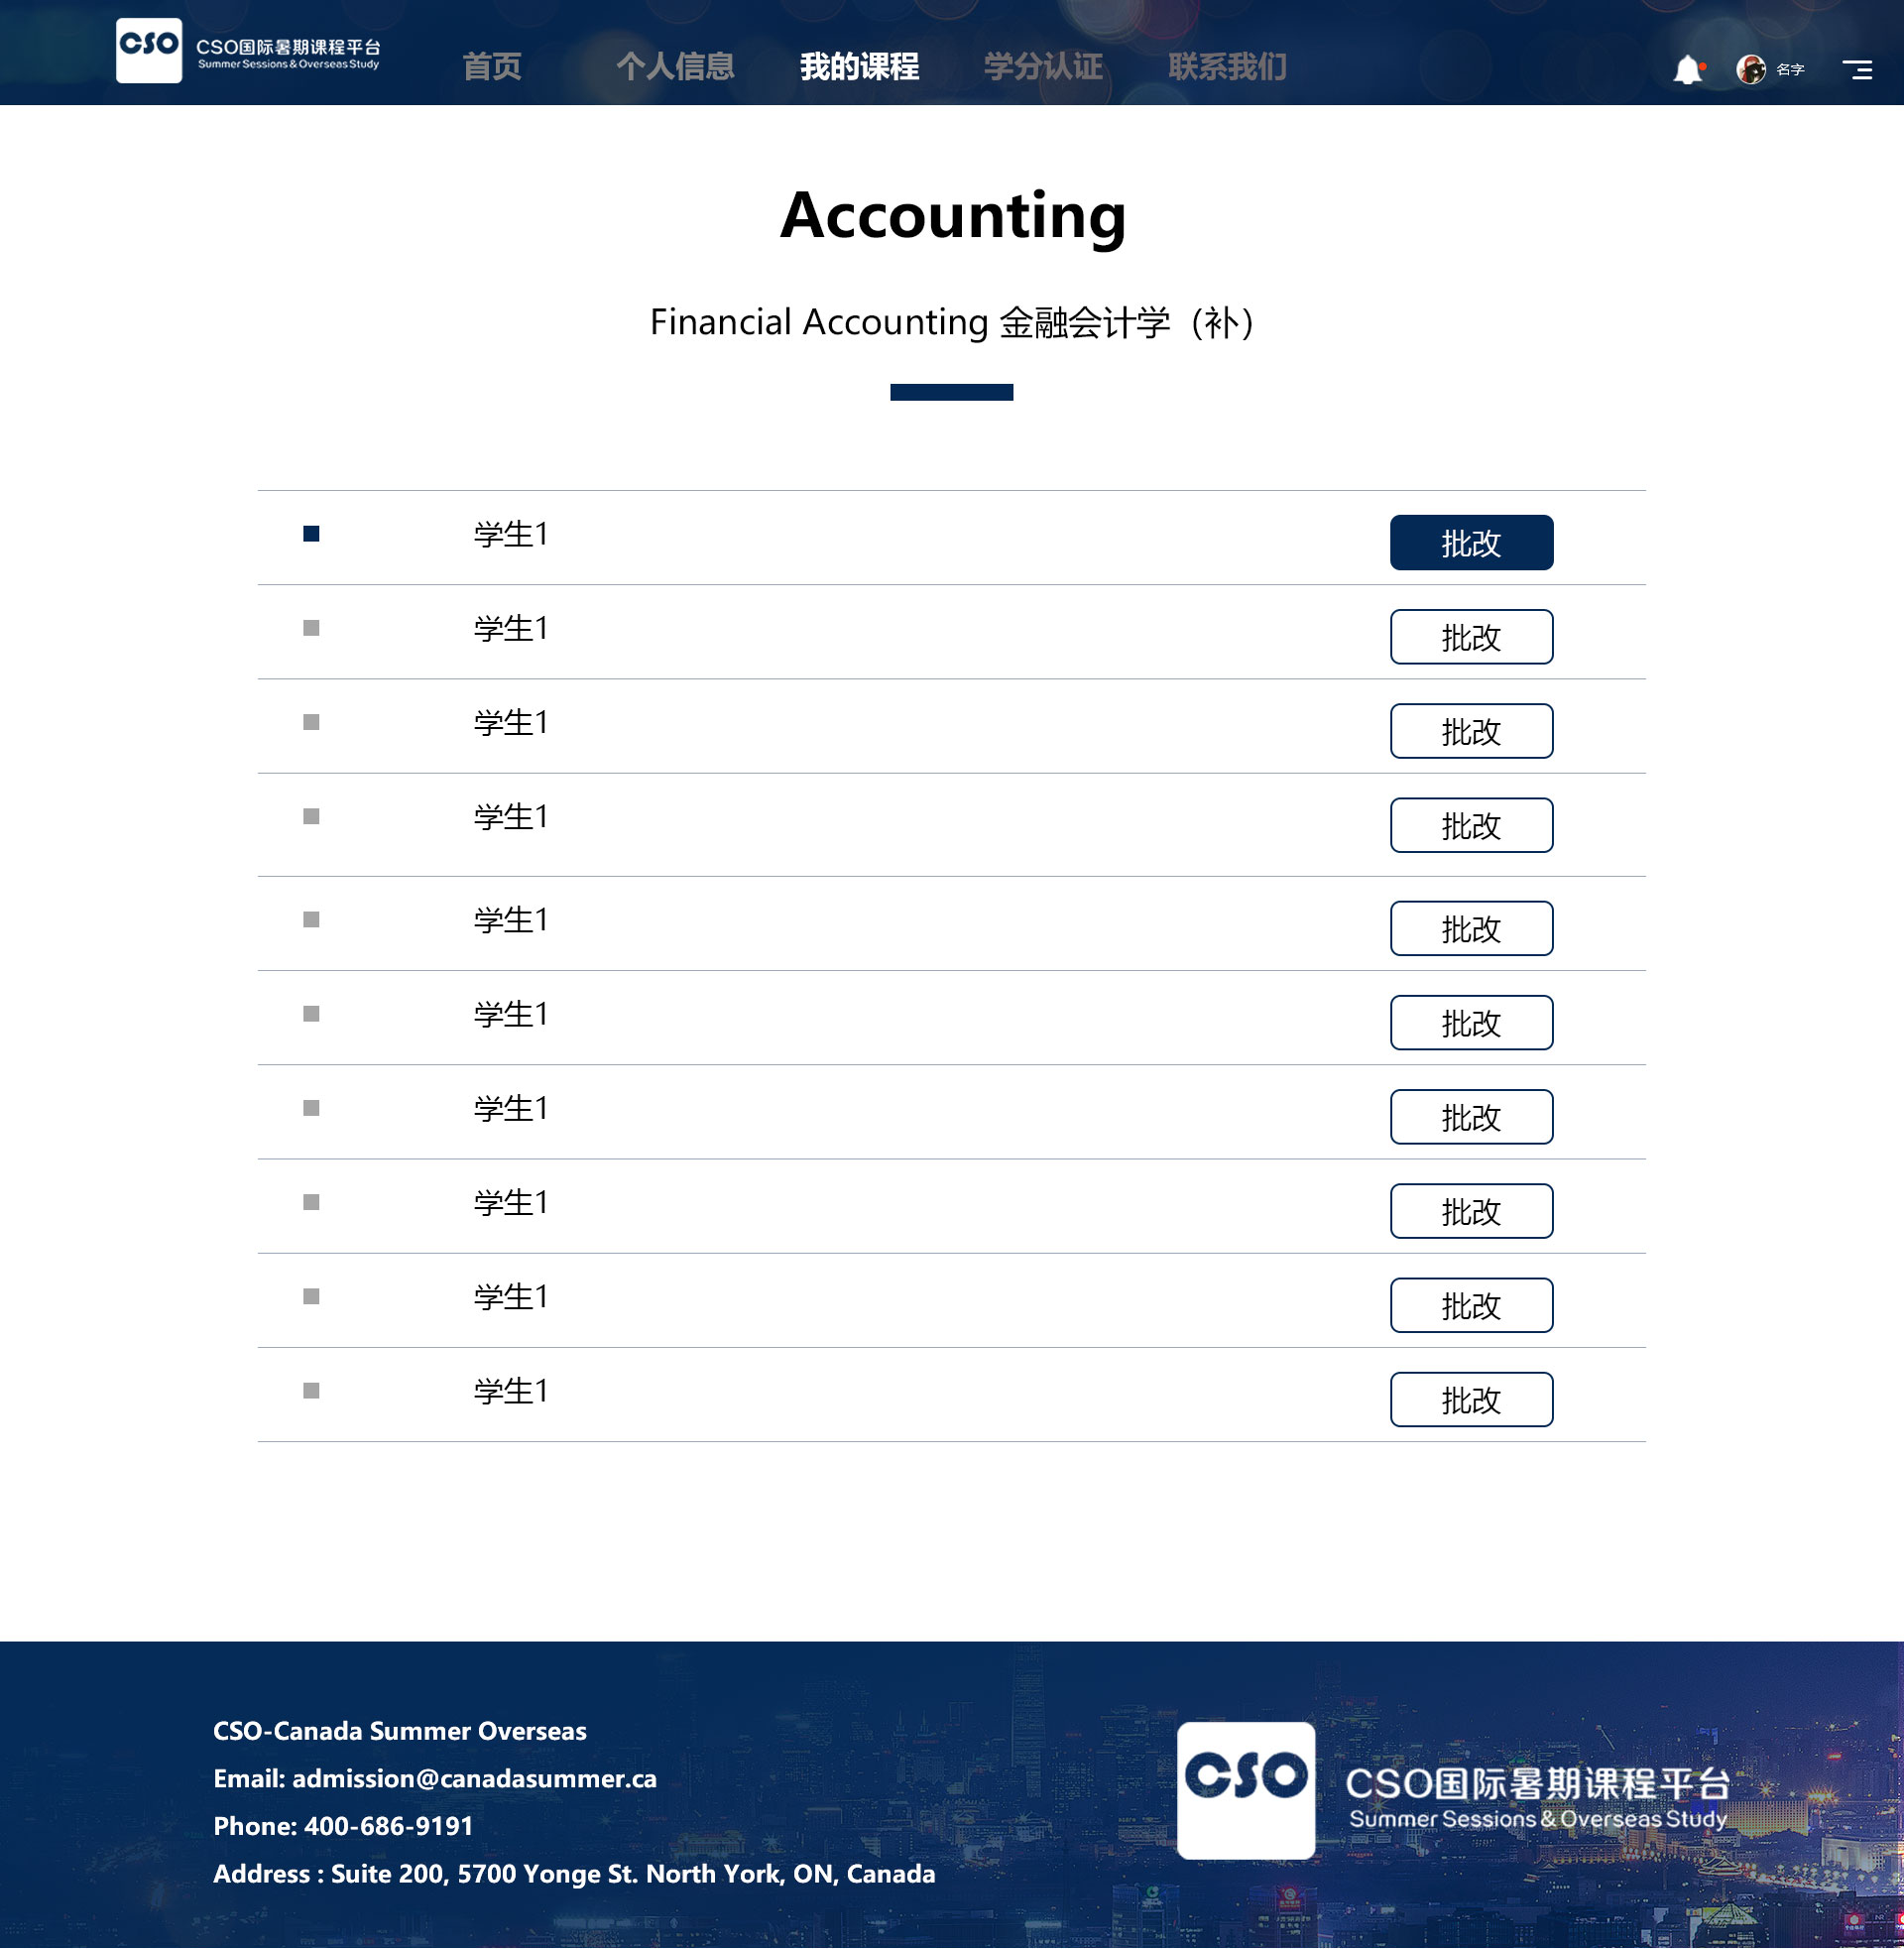 CSO
CSO国际暑期课程平台
Summer Sessions & Overseas Study
首页
个人信息
我的课程
学分认证
联系我们
名字
Accounting
Financial Accounting 金融会计学（补）
学生1
批改
学生1
批改
学生1
批改
学生1
批改
学生1
批改
学生1
批改
学生1
批改
学生1
批改
学生1
批改
学生1
批改
CSO-Canada Summer Overseas
Email: admission@canadasummer.ca
Phone: 400-686-9191
Address : Suite 200, 5700 Yonge St. North York, ON, Canada
CSO
CSO国际暑期课程平台
Summer Sessions & Overseas Study